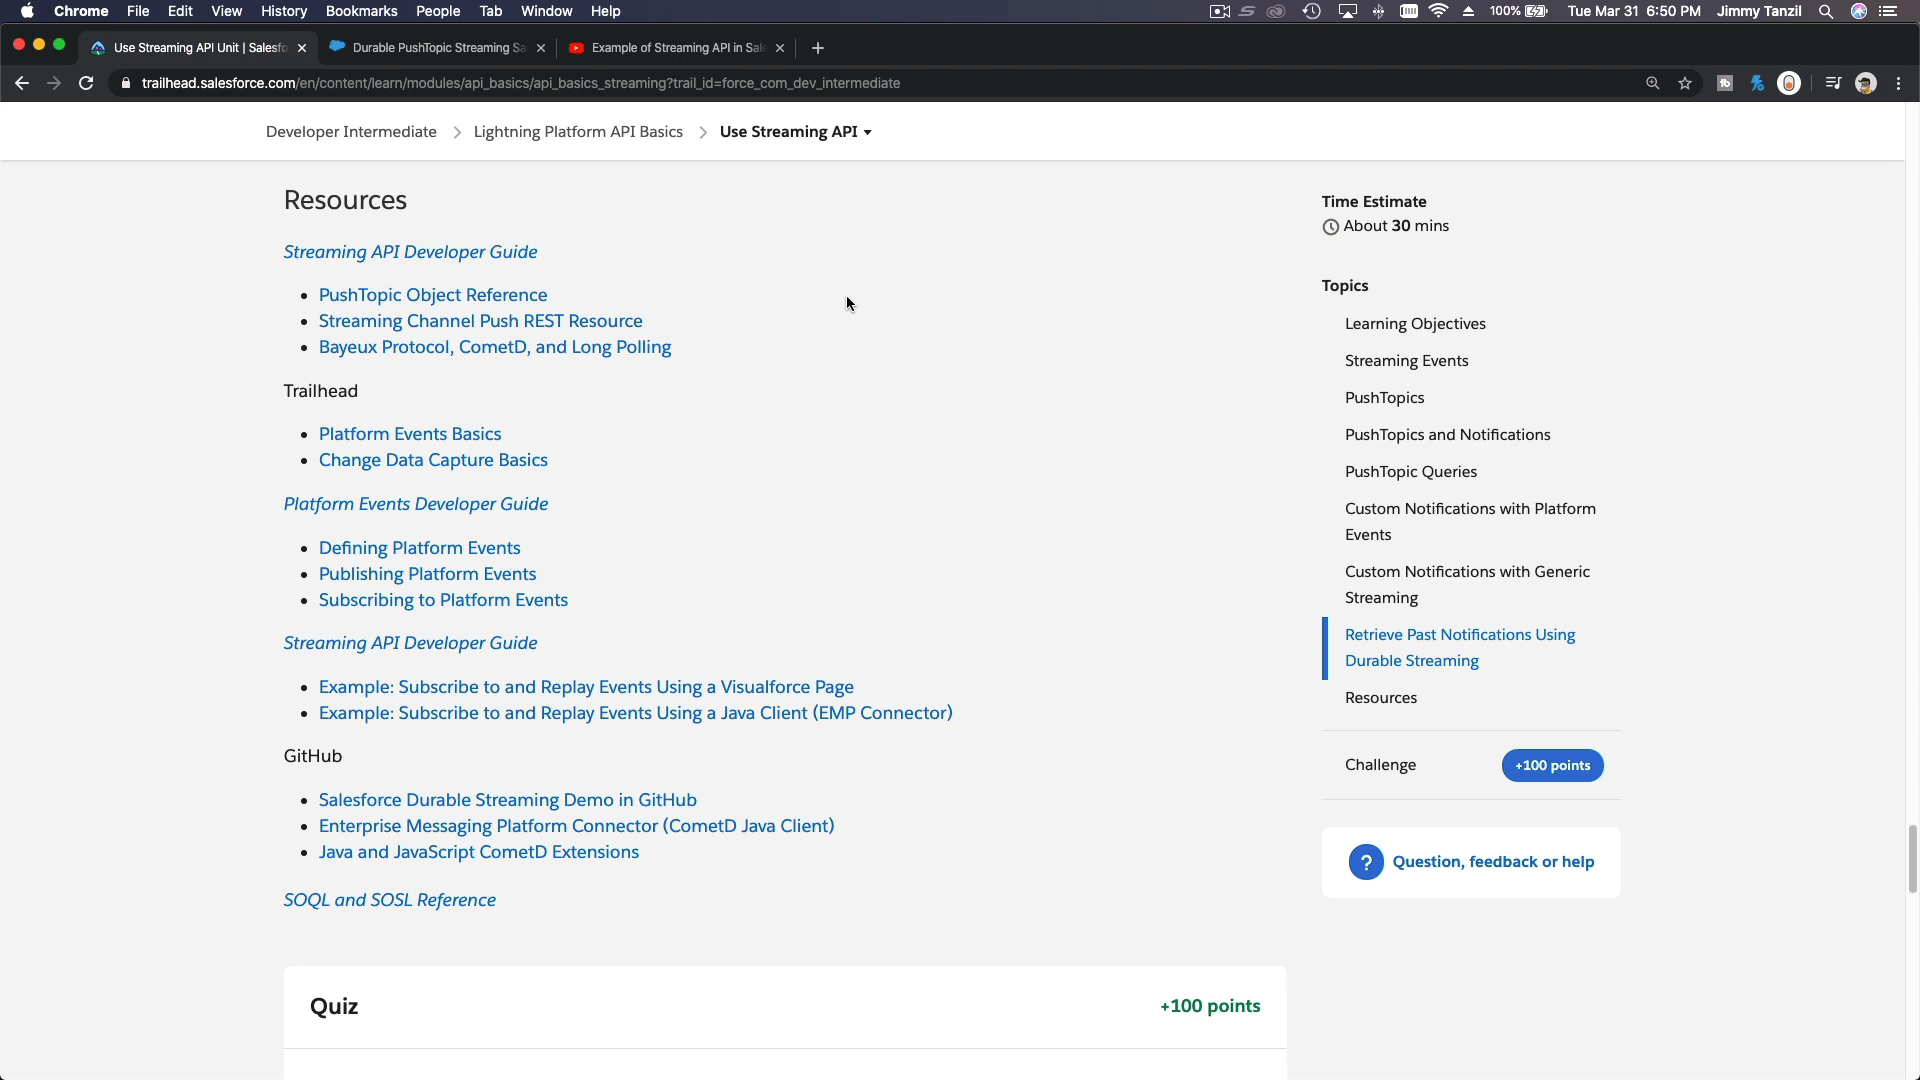 Chrome File Edit View History Bookmarks People Tab Window Help 100% Tue Mar 31 6:50 PM Jimmy Tanzil
Use Streaming API Unit | Salesfo Durable PushTopic Streaming Sa Example of Streaming API in Sal
trailhead.salesforce.com/en/content/learn/modules/api_basics/api_basics_streaming?trail_id=force_com_dev_intermediate
Developer Intermediate Lightning Platform API Basics Use Streaming API
Resources
Streaming API Developer Guide
PushTopic Object Reference
Streaming Channel Push REST Resource
Bayeux Protocol, CometD, and Long Polling
Trailhead
Platform Events Basics
Change Data Capture Basics
Platform Events Developer Guide
Defining Platform Events
Publishing Platform Events
Subscribing to Platform Events
Streaming API Developer Guide
Example: Subscribe to and Replay Events Using a Visualforce Page
Example: Subscribe to and Replay Events Using a Java Client (EMP Connector)
GitHub
Salesforce Durable Streaming Demo in GitHub
Enterprise Messaging Platform Connector (CometD Java Client)
Java and JavaScript CometD Extensions
SOQL and SOSL Reference
Quiz +100 points
Time Estimate
About 30 mins
Topics
Learning Objectives
Streaming Events
PushTopics
PushTopics and Notifications
PushTopic Queries
Custom Notifications with Platform
Events
Custom Notifications with Generic
Streaming
Retrieve Past Notifications Using
Durable Streaming
Resources
Challenge +100 points
? Question, feedback or help